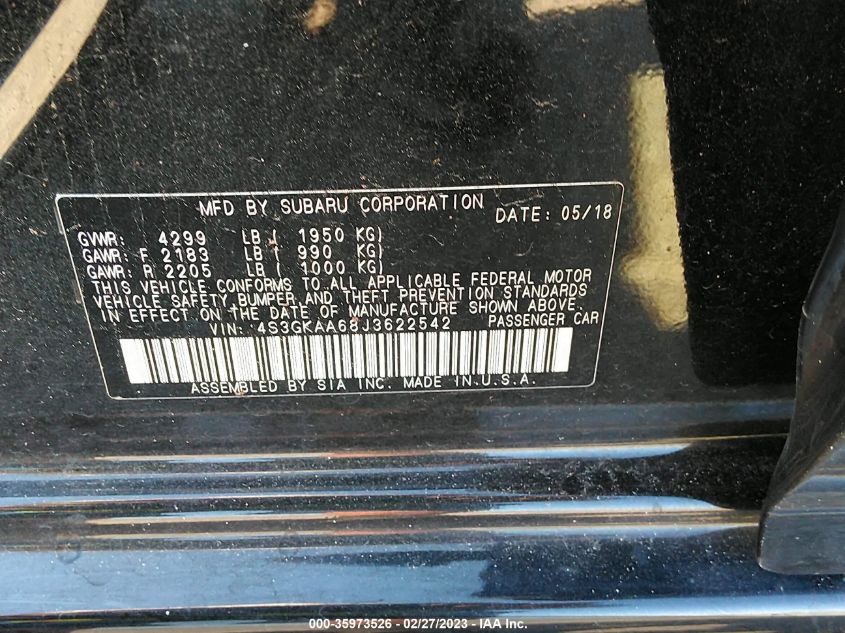 MFD BY SUBARU CORPORATION DATE: 05/18
GVWR: 4299 LB ( 1950 KG)
GAWR: F 2183 LB ( 990 KG)
GAWR: R 2205 LB ( 1000 KG)
THIS VEHICLE CONFORMS TO ALL APPLICABLE FEDERAL MOTOR
VEHICLE SAFETY, BUMPER, AND THEFT PREVENTION STANDARDS
IN EFFECT ON THE DATE OF MANUFACTURE SHOWN ABOVE.
VIN: 4S3GKAA68J3622542 PASSENGER CAR
ASSEMBLED BY SIA INC. MADE IN U.S.A.
000-35973526 - 02/27/2023 - IAA Inc.